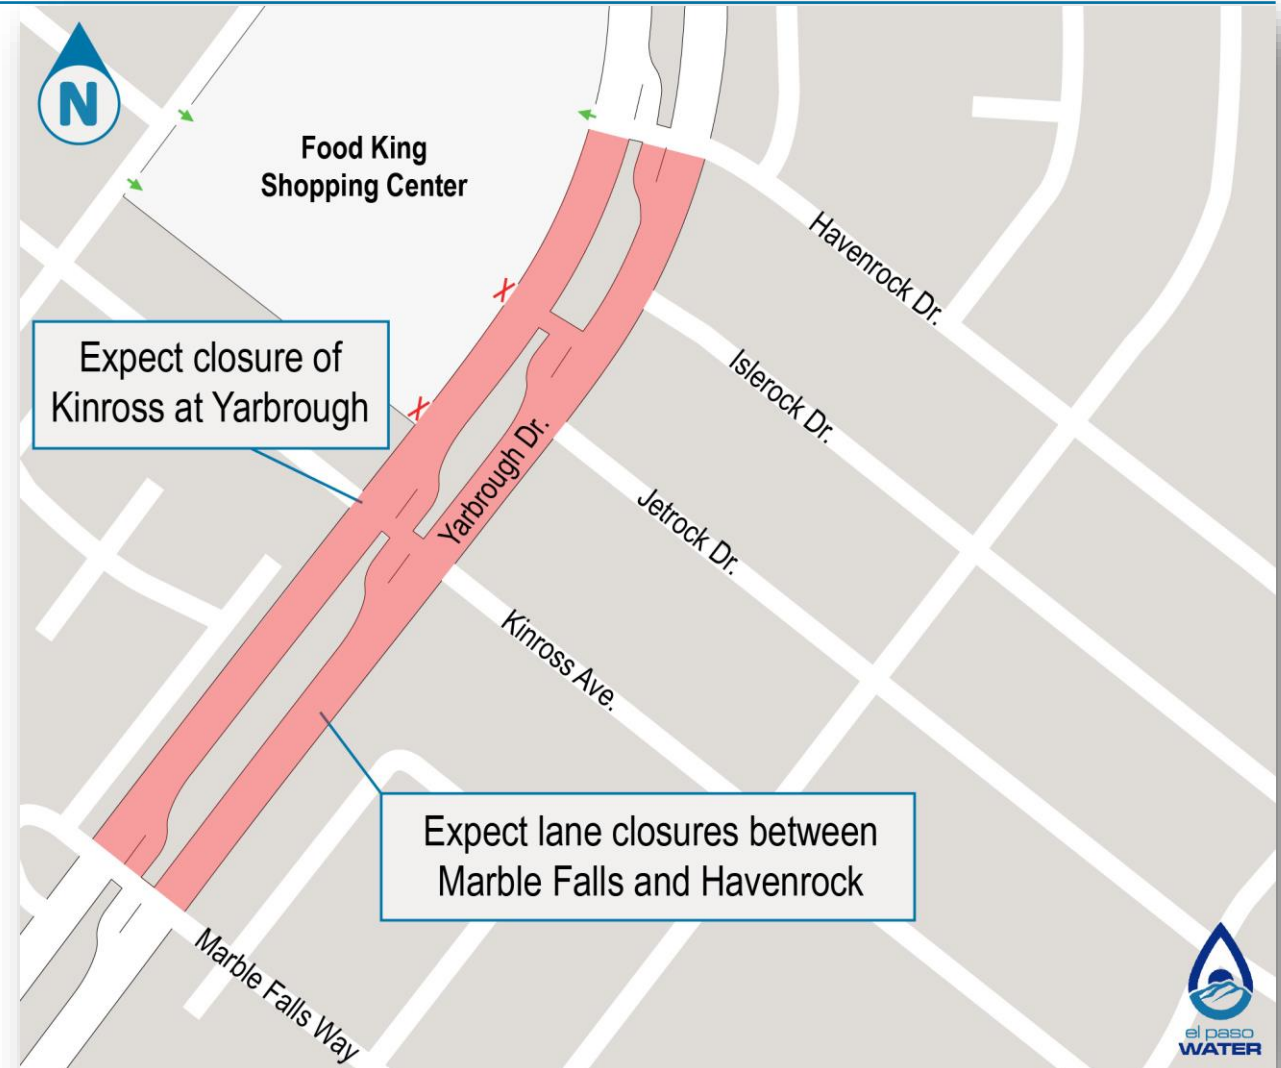 N
Food King
Shopping Center
Havenrock Dr.
Expect closure of
Kinross at Yarbrough
Islerock Dr.
Yarbrough Dr.
Jetrock Dr.
Kinross Ave.
Expect lane closures between
Marble Falls and Havenrock
Marble Falls Way
el paso
WATER